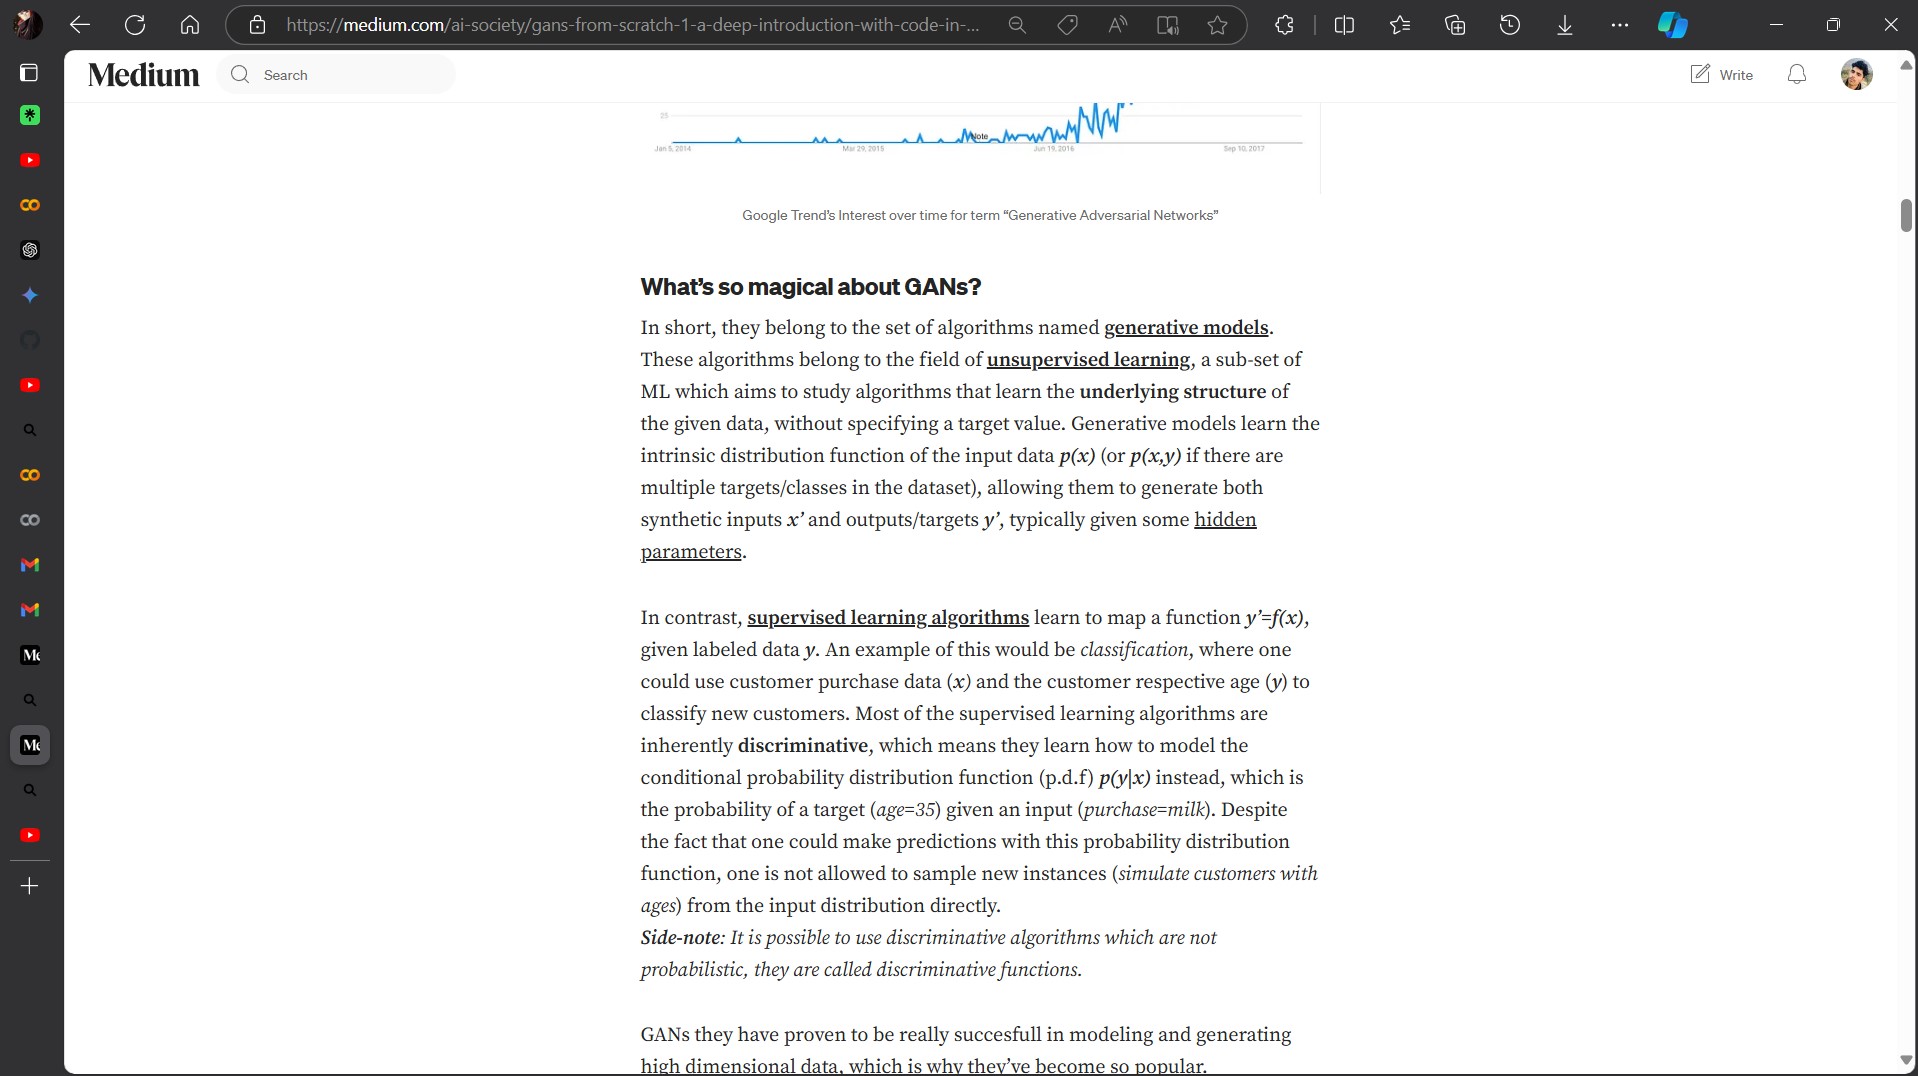 https://medium.com/ai-society/gans-from-scratch-1-a-deep-introduction-with-code-in-...
Medium
Search
Write
25
Note
Jan 5, 2014 Mar 29, 2015 Jun 19, 2016 Sep 10, 2017
Google Trend’s Interest over time for term “Generative Adversarial Networks”
What’s so magical about GANs?
In short, they belong to the set of algorithms named generative models.
These algorithms belong to the field of unsupervised learning, a sub-set of
ML which aims to study algorithms that learn the underlying structure of
the given data, without specifying a target value. Generative models learn the
intrinsic distribution function of the input data p(x) (or p(x,y) if there are
multiple targets/classes in the dataset), allowing them to generate both
synthetic inputs x’ and outputs/targets y’, typically given some hidden
parameters.
In contrast, supervised learning algorithms learn to map a function y’=f(x),
given labeled data y. An example of this would be classification, where one
could use customer purchase data (x) and the customer respective age (y) to
classify new customers. Most of the supervised learning algorithms are
inherently discriminative, which means they learn how to model the
conditional probability distribution function (p.d.f) p(y|x) instead, which is
the probability of a target (age=35) given an input (purchase=milk). Despite
the fact that one could make predictions with this probability distribution
function, one is not allowed to sample new instances (simulate customers with
ages) from the input distribution directly.
Side-note: It is possible to use discriminative algorithms which are not
probabilistic, they are called discriminative functions.
GANs they have proven to be really succesfull in modeling and generating
high dimensional data, which is why they’ve become so popular.